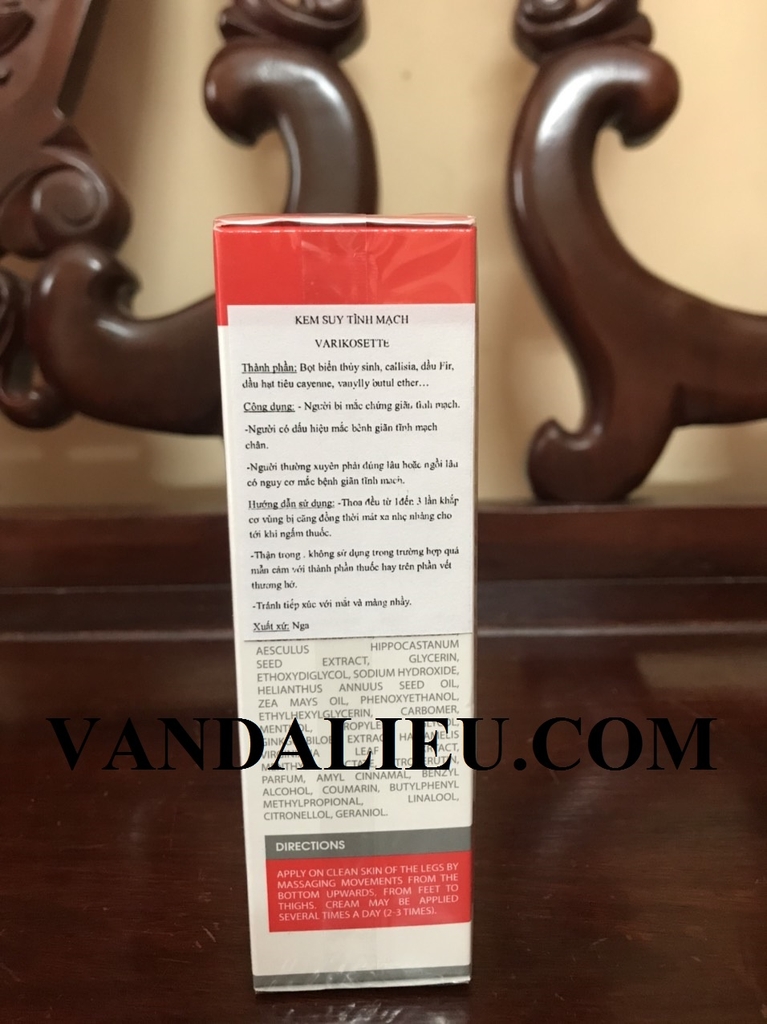 KEM SUY TĨNH MẠCH
VARIKOSETTE
Thành phần: Bọt biển thủy sinh, callisia, dầu Fir,
dầu hạt tiêu cayenne, vanylly butul ether…
Công dụng: - Người bị mắc chứng giãn tĩnh mạch.
-Người có dấu hiệu mắc bệnh giãn tĩnh mạch
chân.
-Người thường xuyên phải đứng lâu hoặc ngồi lâu
có nguy cơ mắc bệnh giãn tĩnh mạch.
Hướng dẫn sử dụng: -Thoa đều từ 1đến 3 lần khắp
cơ vùng bị căng đồng thời mát xa nhẹ nhàng cho
tới khi ngấm thuốc.
-Thận trọng , không sử dụng trong trường hợp quá
mẫn cảm với thành phần thuốc hay trên phần vết
thương hở.
-Tránh tiếp xúc với mắt và màng nhầy.
Xuất xứ: Nga
AESCULUS HIPPOCASTANUM
SEED EXTRACT, GLYCERIN,
ETHOXYDIGLYCOL, SODIUM HYDROXIDE,
HELIANTHUS ANNUUS SEED OIL,
ZEA MAYS OIL, PHENOXYETHANOL,
ETHYLHEXYLGLYCERIN, CARBOMER,
VANDALIEU.COM
PARFUM, AMYL CINNAMAL, BENZYL
ALCOHOL, COUMARIN, BUTYLPHENYL
METHYLPROPIONAL, LINALOOL,
CITRONELLOL, GERANIOL.
DIRECTIONS
APPLY ON CLEAN SKIN OF THE LEGS BY
MASSAGING MOVEMENTS FROM THE
BOTTOM UPWARDS, FROM FEET TO
THIGHS. CREAM MAY BE APPLIED
SEVERAL TIMES A DAY (2-3 TIMES).